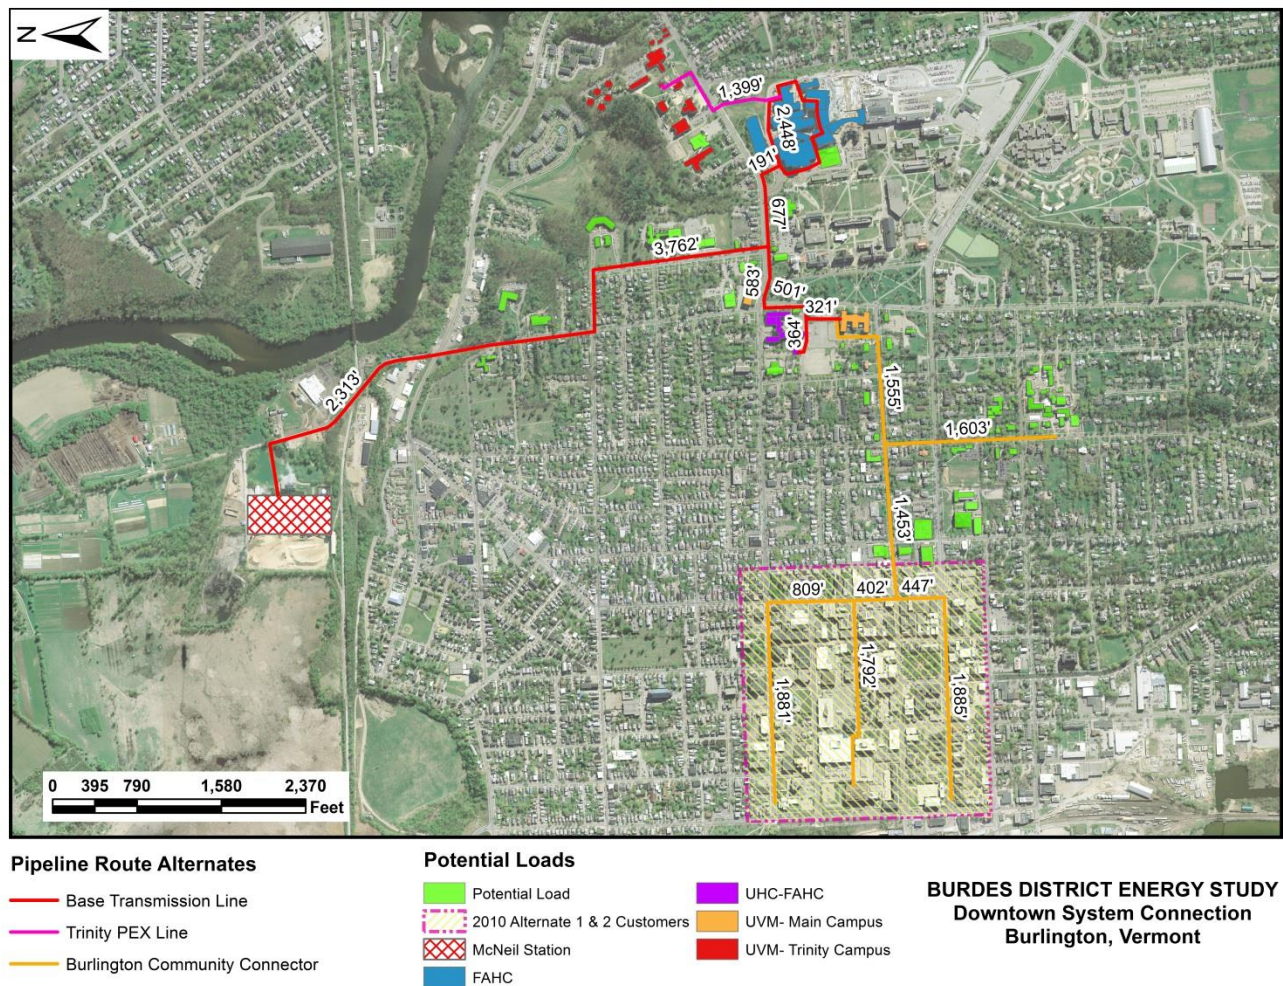 N
1,399'
2,448'
191'
677'
3,762'
583'
501'
321'
364'
2,313'
1,555'
1,603'
1,453'
809'
402'
447'
1,881'
1,792'
1,885'
0 395 790 1,580 2,370
Feet
Pipeline Route Alternates
Base Transmission Line
Trinity PEX Line
Burlington Community Connector
Potential Loads
Potential Load
2010 Alternate 1 & 2 Customers
McNeil Station
FAHC
UHC-FAHC
UVM- Main Campus
UVM- Trinity Campus
BURDES DISTRICT ENERGY STUDY
Downtown System Connection
Burlington, Vermont